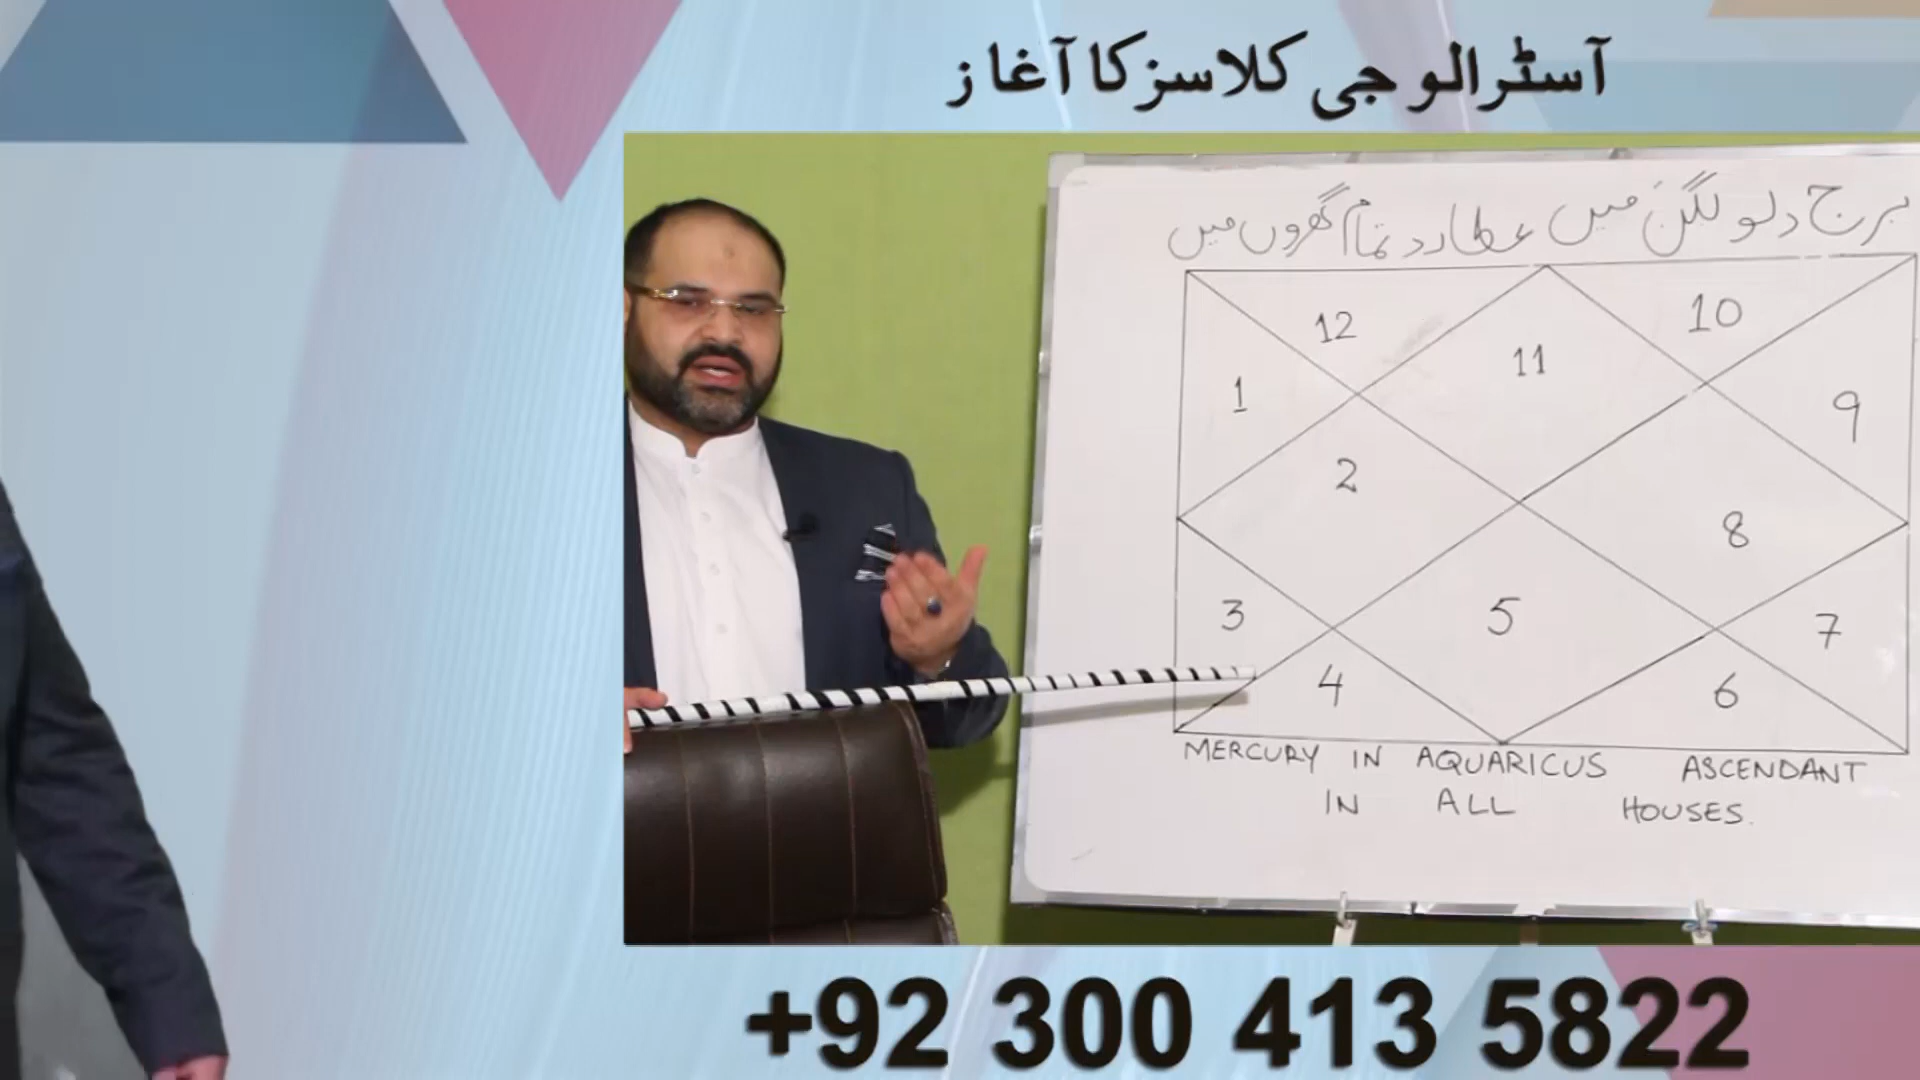 آسٹرالوجی کلاسز کا آغاز
برج دلو لگن میں عطارد تمام گھروں میں
12
10
11
1
9
2
8
3
5
7
4
6
MERCURY IN AQUARICUS ASCENDANT
IN ALL HOUSES.
+92 300 413 5822